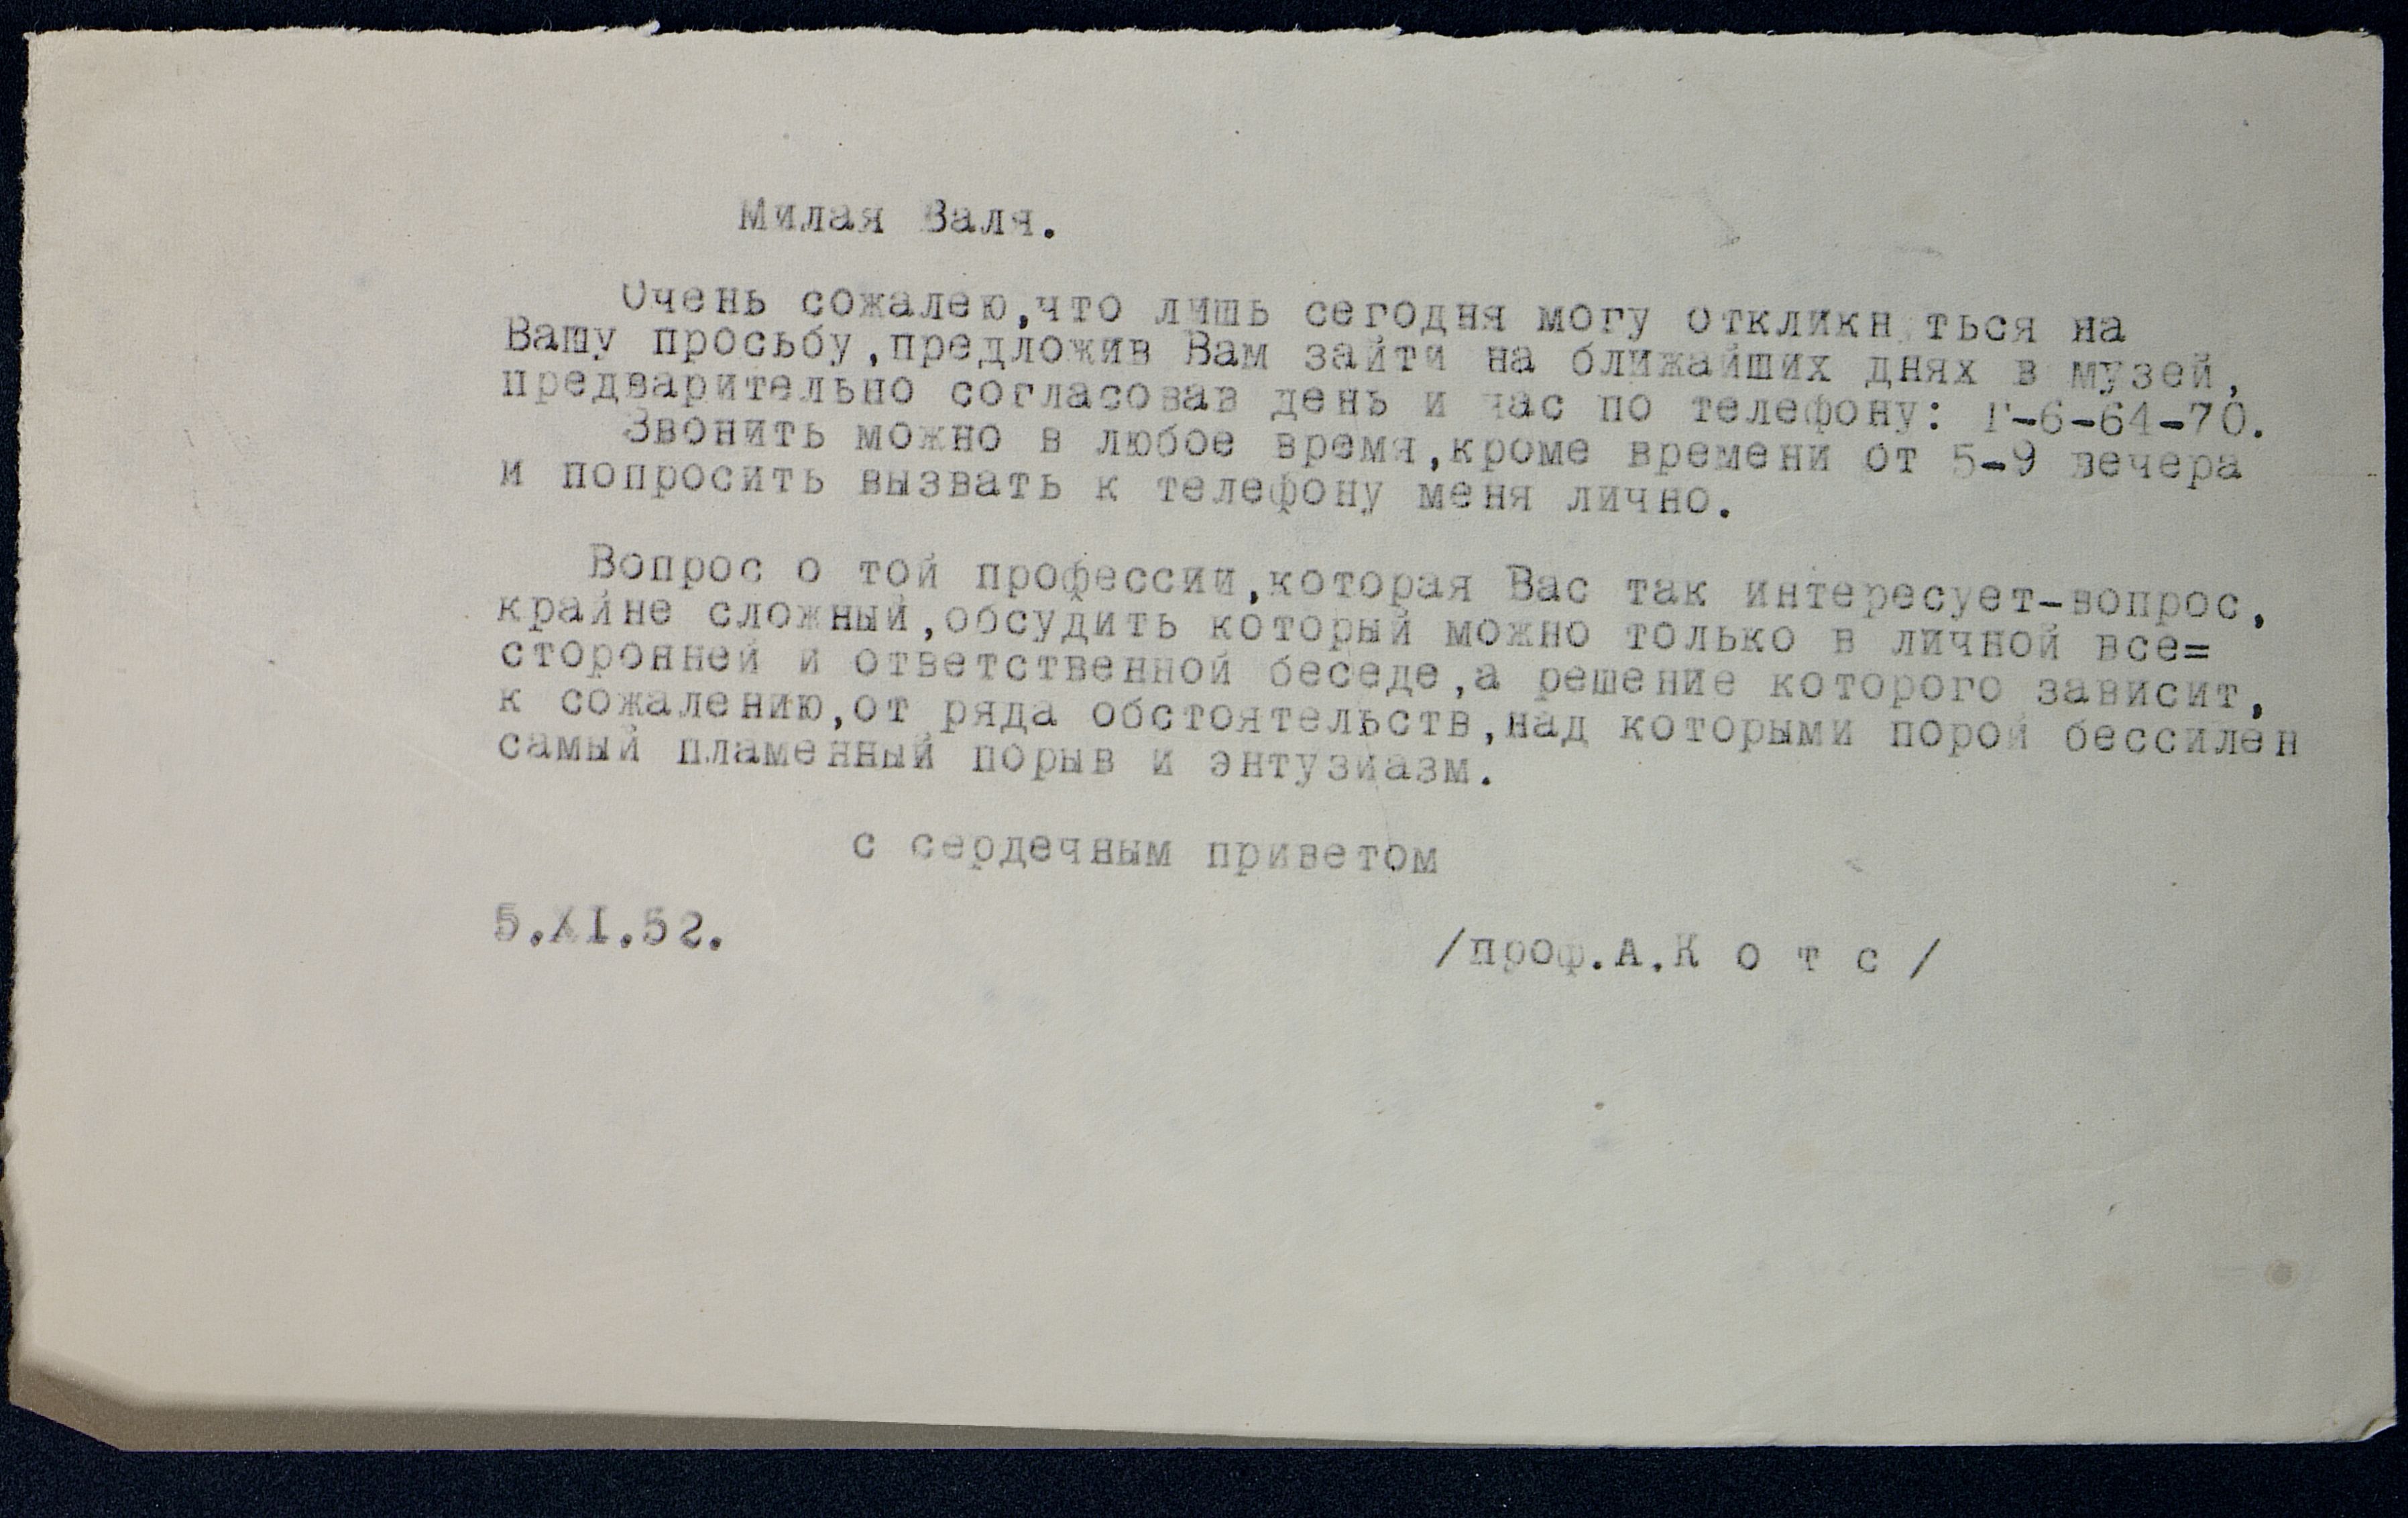 Милая Валя.
Очень сожалею,что лишь сегодня могу откликн ться на
Вашу просьбу,предложив Вам зайти на ближайших днях в музей,
предварительно согласовав день и час по телефону: Г-6-64-70.
Звонить можно в любое время,кроме времени от 5-9 вечера
и попросить вызвать к телефону меня лично.
Вопрос о той профессии,которая Вас так интересует-вопрос,
крайне сложный,обсудить который можно только в личной все=
сторонней и ответственной беседе,а решение которого зависит,
к сожалению,от ряда обстоятельств,над которыми порой бессилен
самый пламенный порыв и энтузиазм.
с сердечным приветом
5.XI.52.
/проф.А.К о т с/